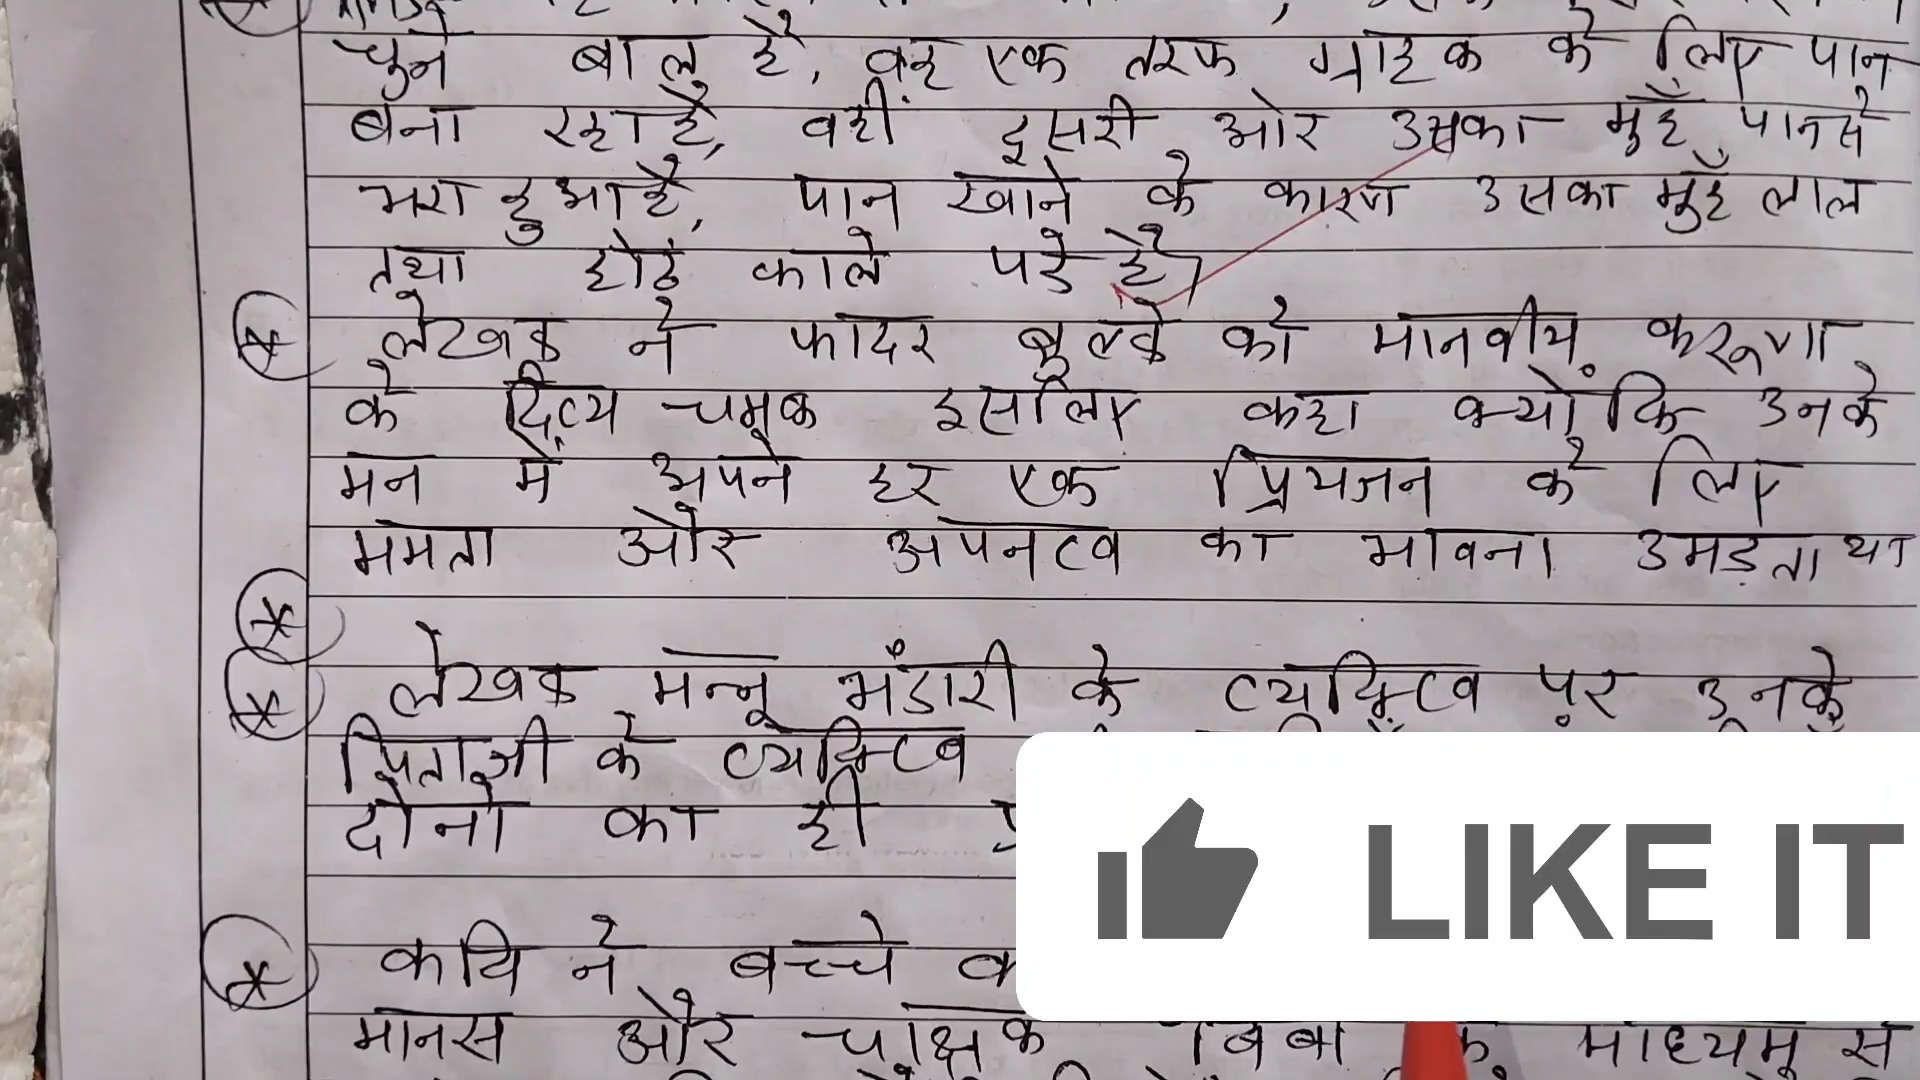 चुने बालु है, वह एक तरफ ग्राहक के लिए पान
बना रहा है, वहीं दूसरी ओर उसका मुहँ पान से
भरा हुआ है, पान खाने के कारण उसका मुहँ लाल
तथा होठं काले पडे है।
लेखक ने फादर बुल्के को मानवीय करूणा
के दिव्य चमक इसलिए कहा क्यों कि उनके
मन में अपने हर एक प्रियजन के लिए
ममता और अपनत्व का भावना उमड़ता था
लेखक मन्नू भंडारी के व्यक्तित्व पर उनके
पिताजी के व्यक्तित्व
दोनो का ही
कवि ने बच्चे
मानस और चाक्षिक बिंबो के माध्यम से
LIKE IT